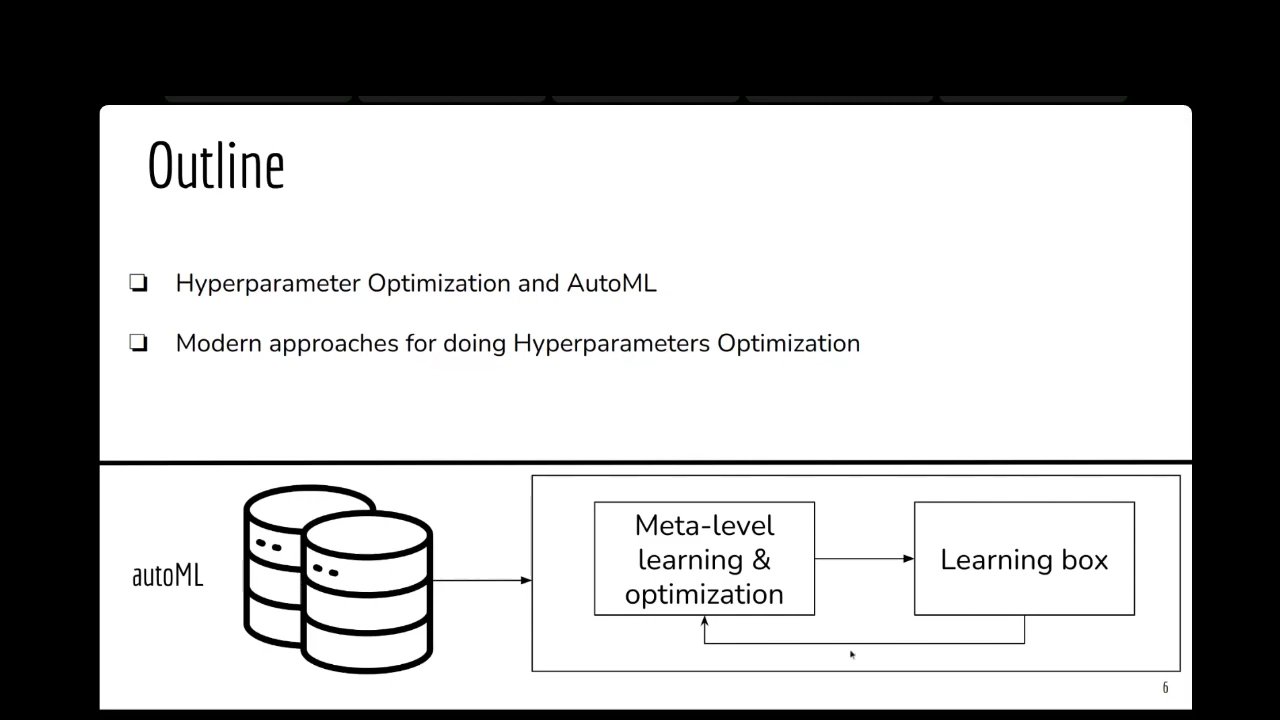 Outline
❏ Hyperparameter Optimization and AutoML
❏ Modern approaches for doing Hyperparameters Optimization
autoML
Meta-level
learning &
optimization
Learning box
6